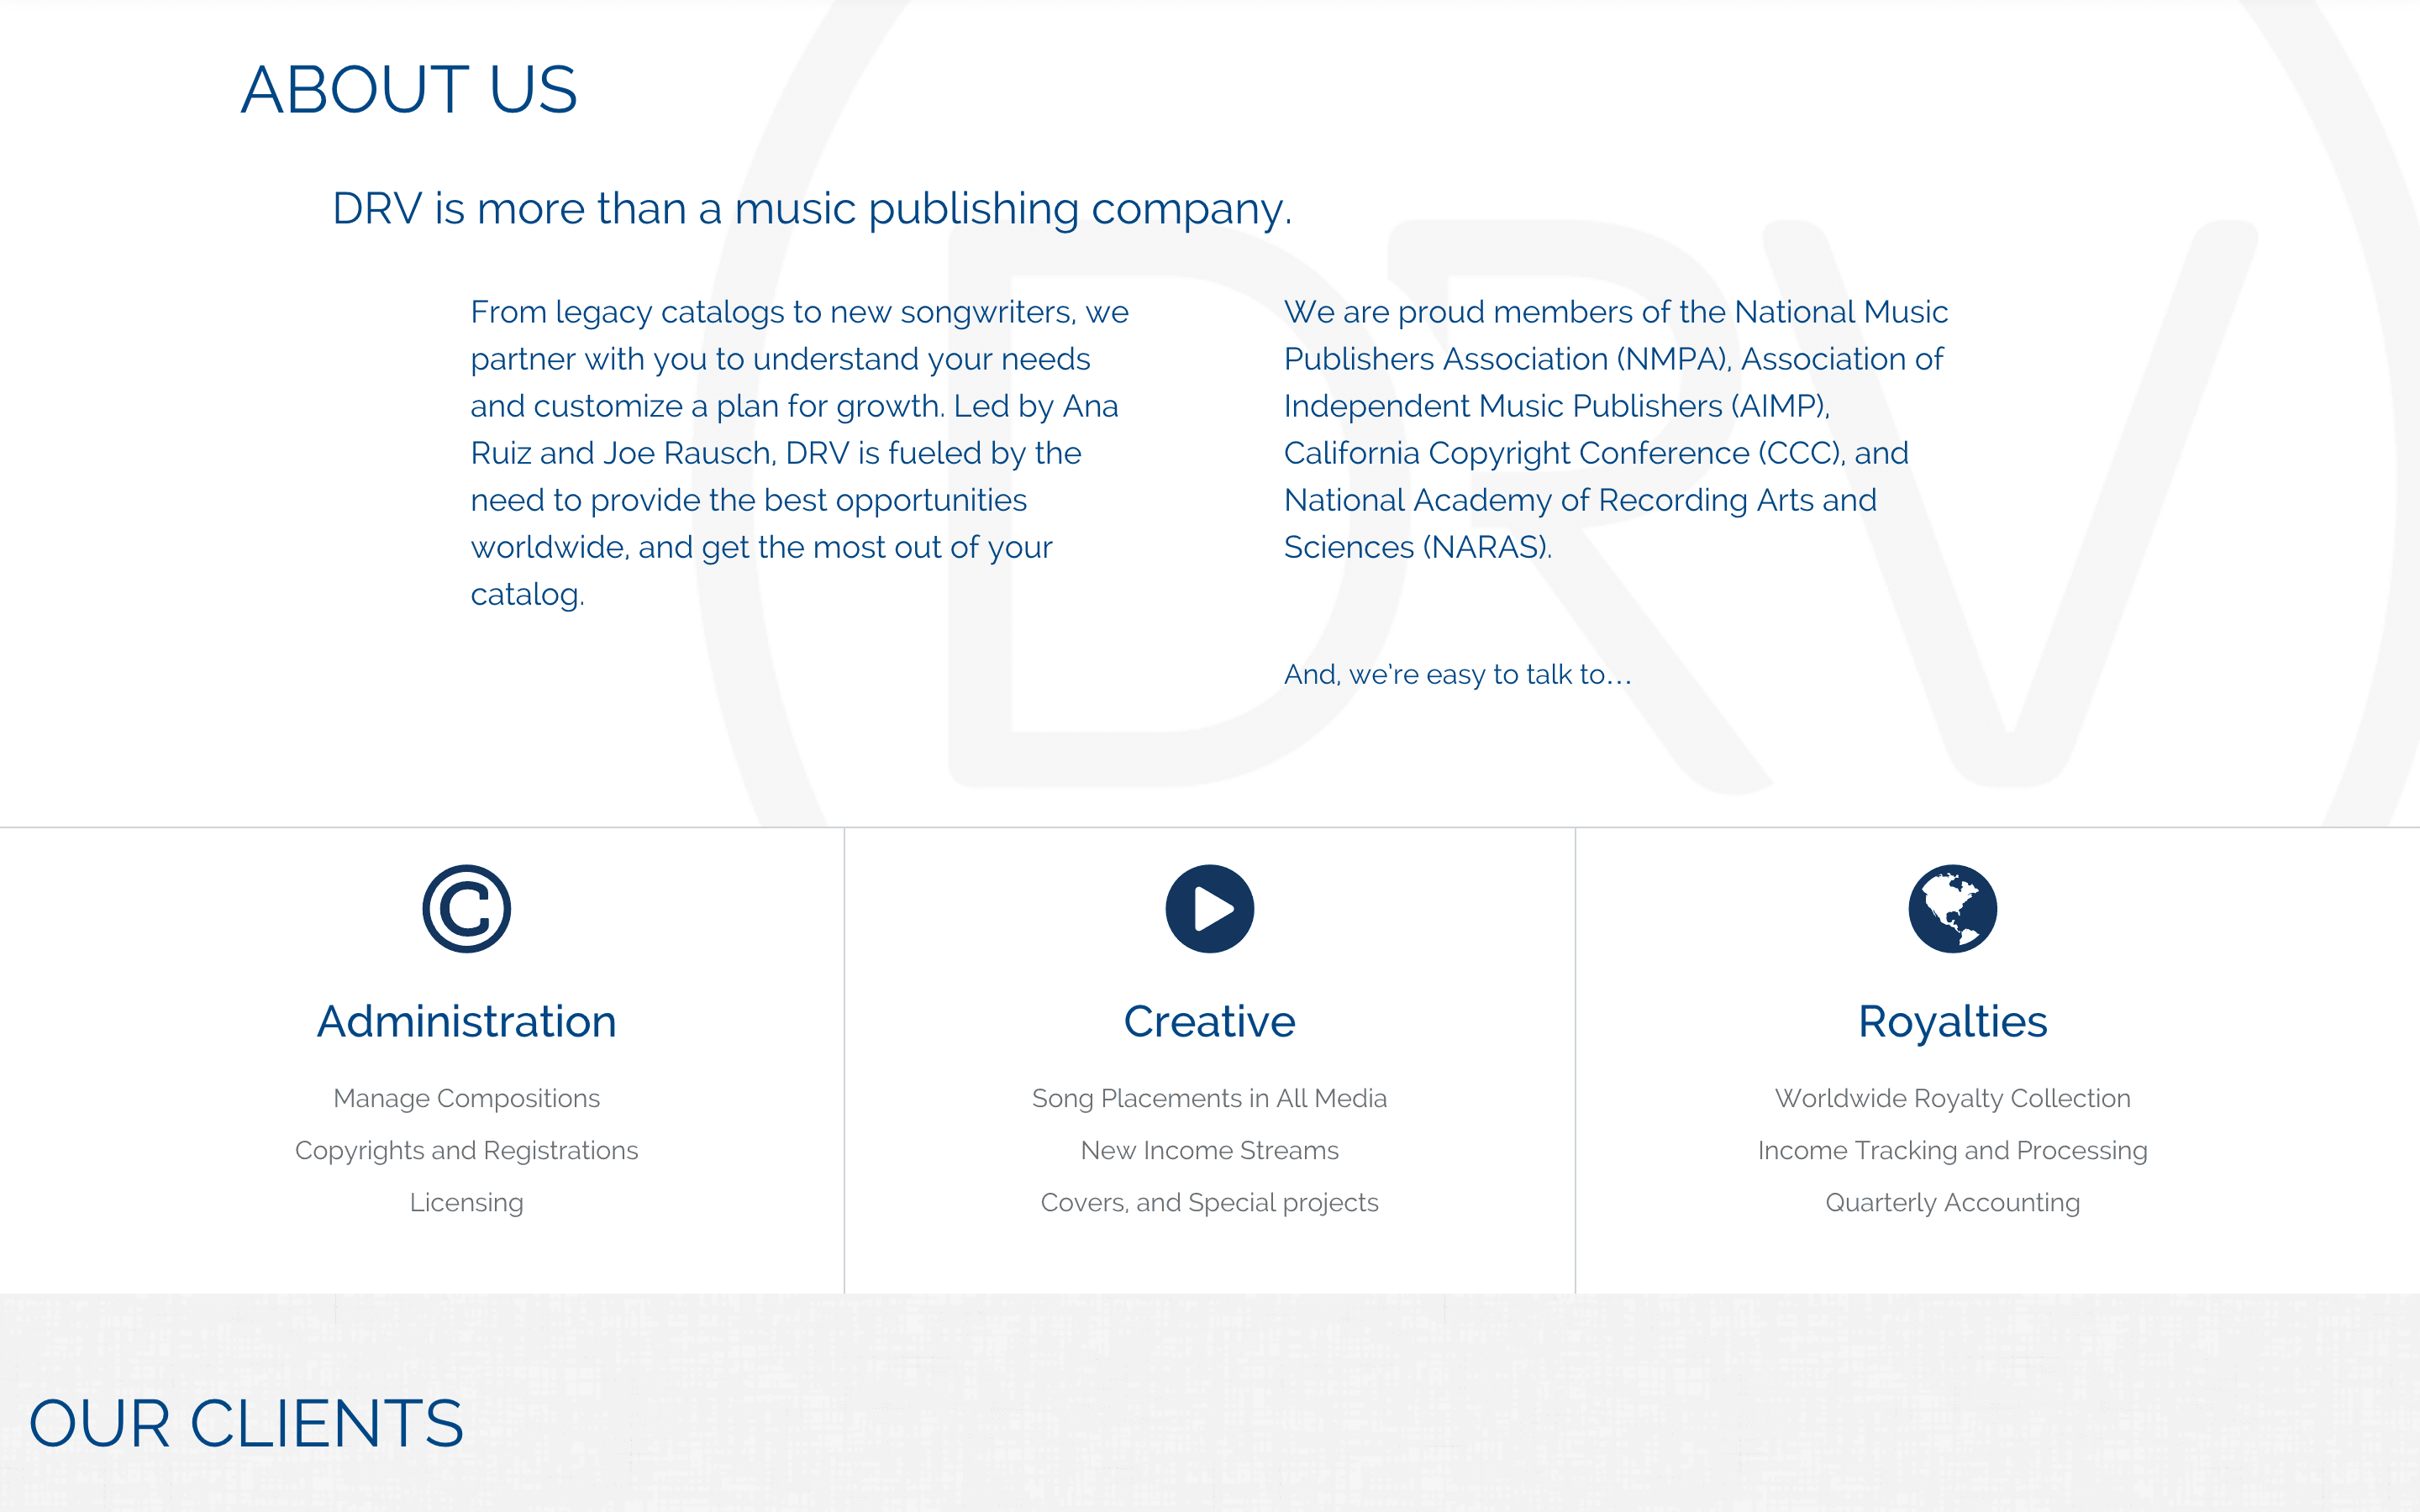 ABOUT US
DRV is more than a music publishing company.
From legacy catalogs to new songwriters, we
partner with you to understand your needs
and customize a plan for growth. Led by Ana
Ruiz and Joe Rausch, DRV is fueled by the
need to provide the best opportunities
worldwide, and get the most out of your
catalog.
We are proud members of the National Music
Publishers Association (NMPA), Association of
Independent Music Publishers (AIMP),
California Copyright Conference (CCC), and
National Academy of Recording Arts and
Sciences (NARAS).
And, we're easy to talk to…
DRV
©
Administration
Manage Compositions
Copyrights and Registrations
Licensing
Creative
Song Placements in All Media
New Income Streams
Covers, and Special projects
Royalties
Worldwide Royalty Collection
Income Tracking and Processing
Quarterly Accounting
OUR CLIENTS